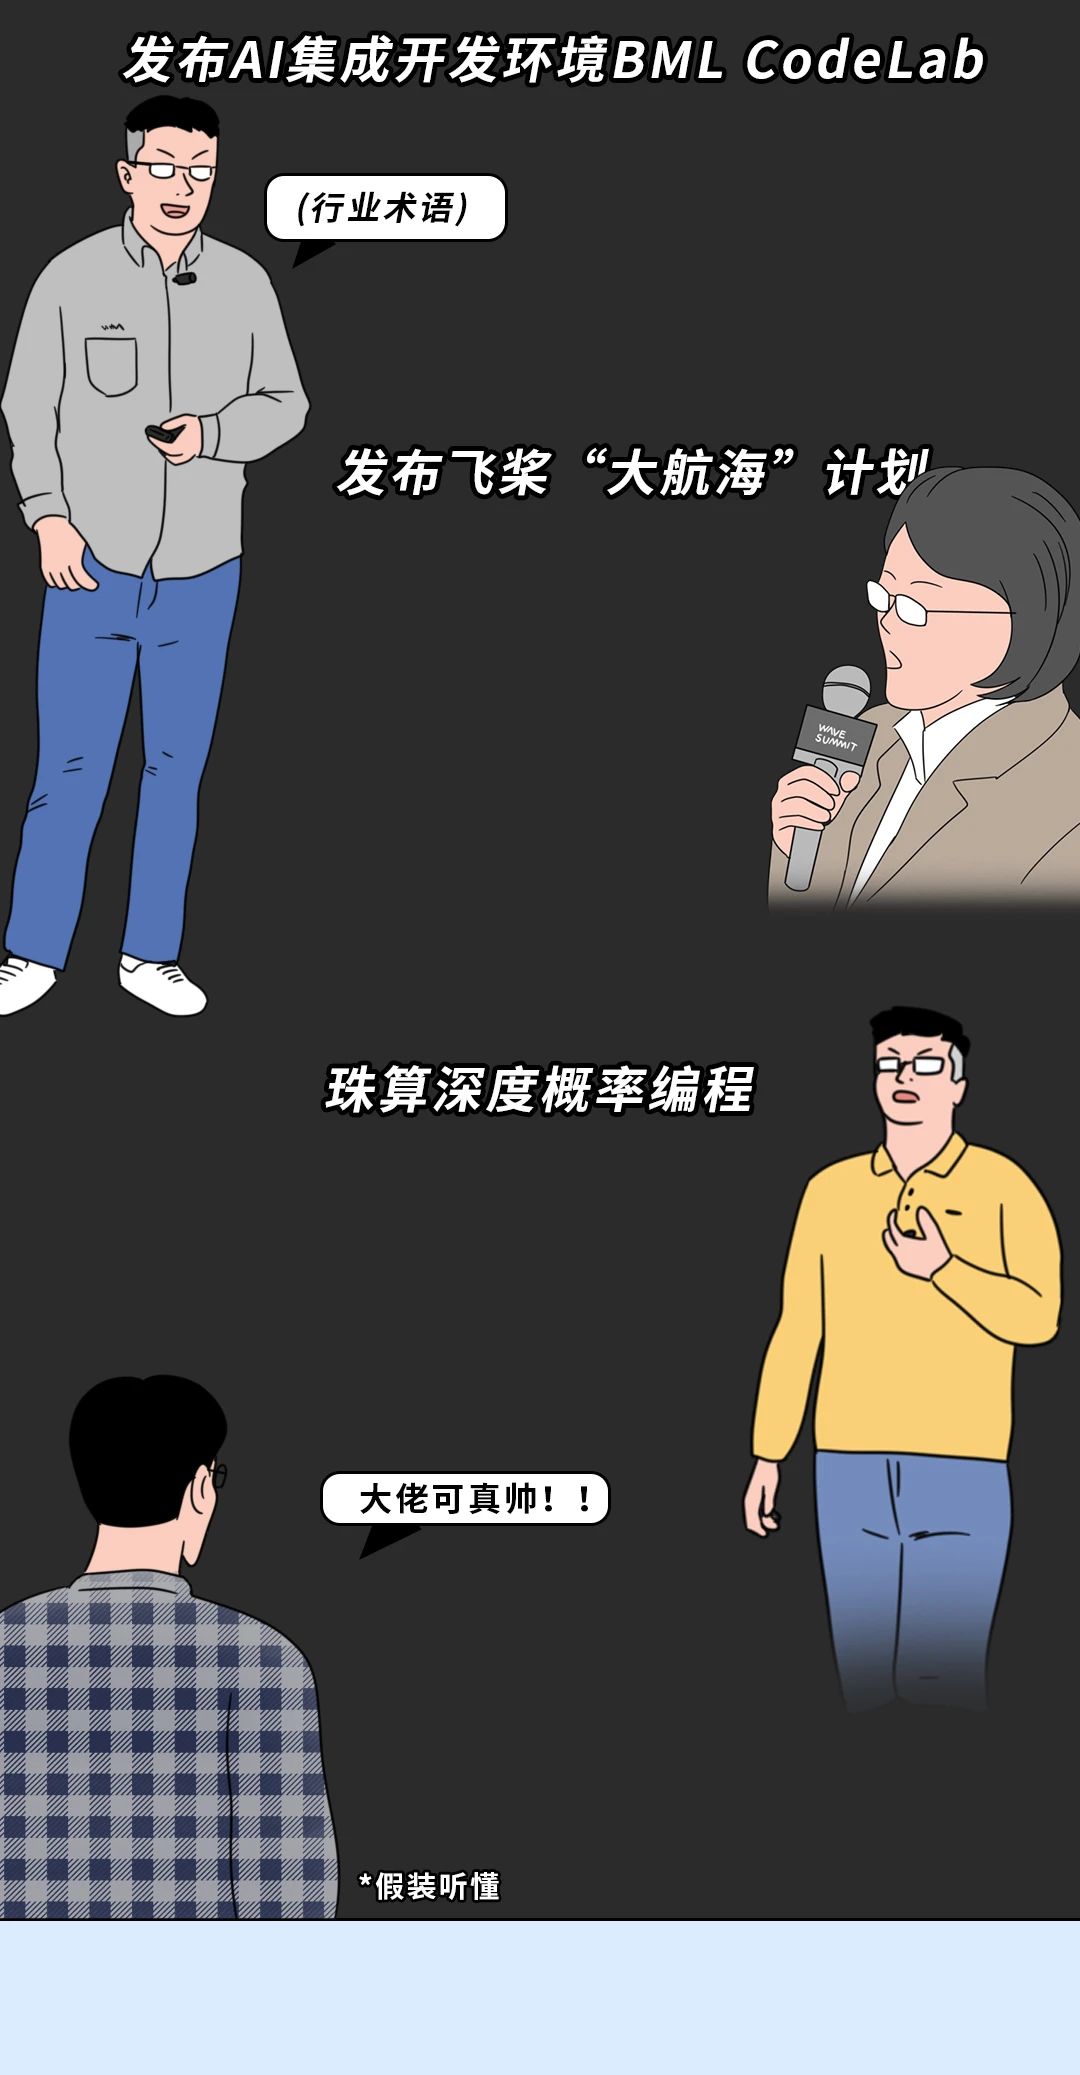 发布AI集成开发环境BML CodeLab
(行业术语)
发布飞桨“大航海”计划
WAVE
SUMMIT
珠算深度概率编程
大佬可真帅！！
*假装听懂